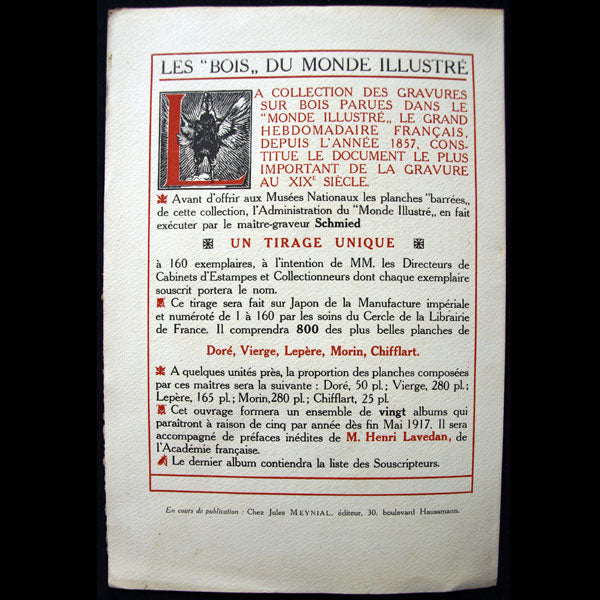 LES "BOIS„ DU MONDE ILLUSTRÉ
LA COLLECTION DES GRAVURES
SUR BOIS PARUES DANS LE
"MONDE ILLUSTRÉ„ LE GRAND
HEBDOMADAIRE FRANÇAIS,
DEPUIS L'ANNÉE 1857, CONS-
TITUE LE DOCUMENT LE PLUS
IMPORTANT DE LA GRAVURE
AU XIXE SIÈCLE.
Avant d'offrir aux Musées Nationaux les planches "barrées„
de cette collection, l'Administration du "Monde Illustré„ en fait
exécuter par le maître-graveur Schmied
UN TIRAGE UNIQUE
à 160 exemplaires, à l'intention de MM. les Directeurs de
Cabinets d'Estampes et Collectionneurs dont chaque exemplaire
souscrit portera le nom.
Ce tirage sera fait sur Japon de la Manufacture impériale
et numéroté de 1 à 160 par les soins du Cercle de la Librairie
de France. Il comprendra 800 des plus belles planches de
Doré, Vierge, Lepère, Morin, Chifflart.
A quelques unités près, la proportion des planches composées
par ces maîtres sera la suivante : Doré, 50 pl.; Vierge, 280 pl.;
Lepère, 165 pl.; Morin, 280 pl.; Chifflart, 25 pl.
Cet ouvrage formera un ensemble de vingt albums qui
paraîtront à raison de cinq par année dès fin Mai 1917. Il sera
accompagné de préfaces inédites de M. Henri Lavedan, de
l'Académie française.
Le dernier album contiendra la liste des Souscripteurs.
En cours de publication : Chez Jules MEYNIAL, éditeur, 30, boulevard Haussmann.